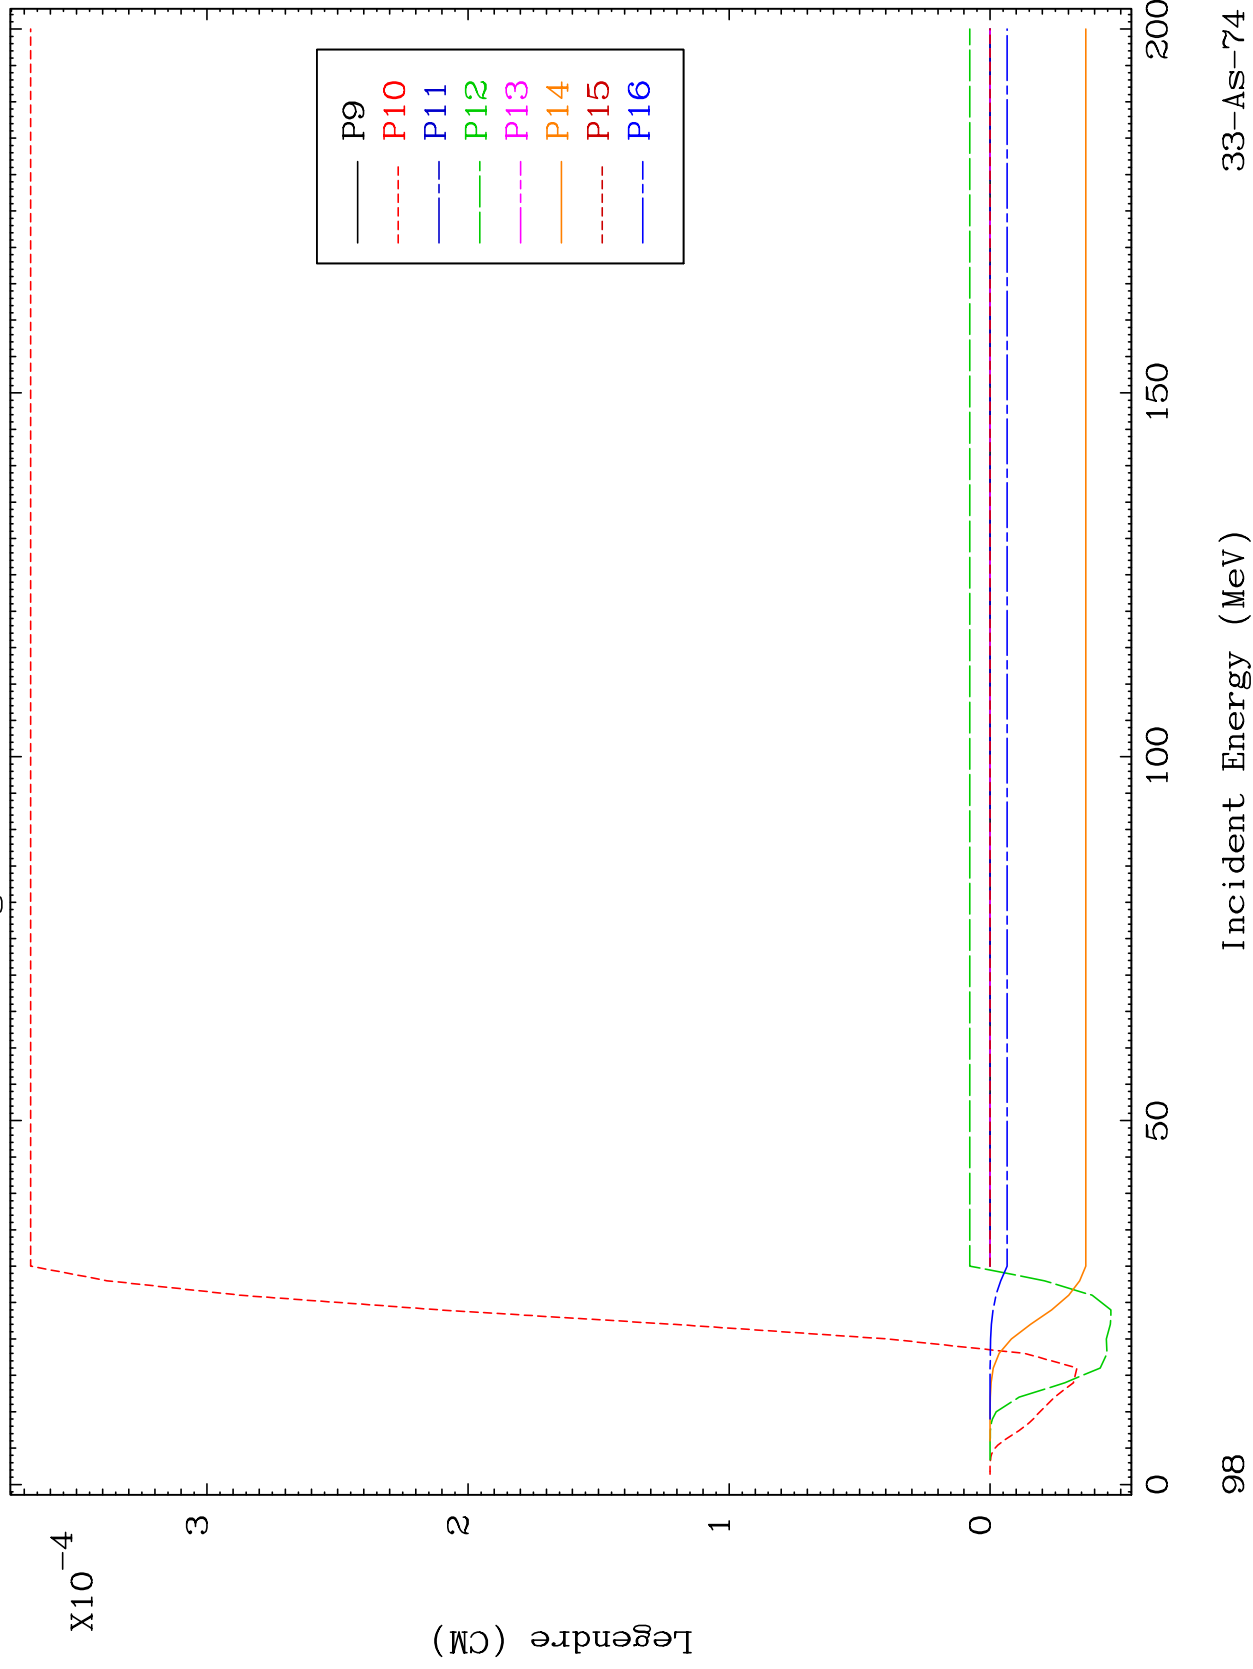 X10-4
3
2
1
0
Legendre (CM)
P9
P10
P11
P12
P13
P14
P15
P16
0
50
100
150
200
98
Incident Energy (MeV)
33-As-74